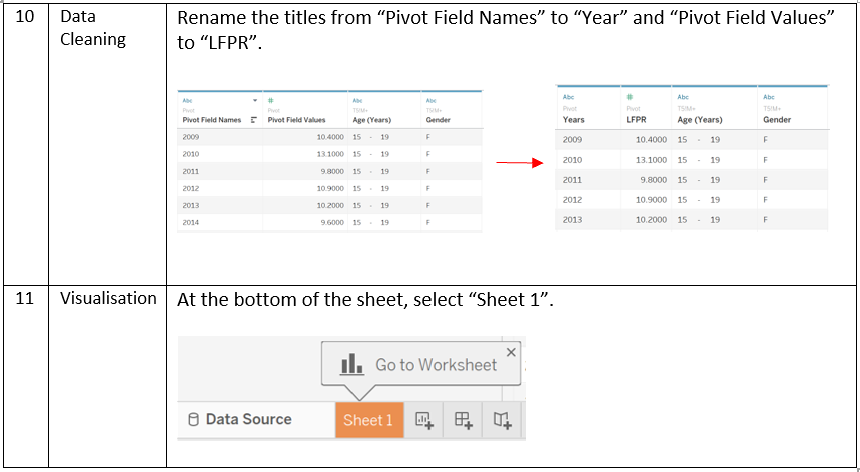 10 Data Cleaning Rename the titles from “Pivot Field Names” to “Year” and “Pivot Field Values” to “LFPR”.
Abc # Abc Abc
Pivot Pivot TSIM+ TSIM+
Pivot Field Names Pivot Field Values Age (Years) Gender
2009 10.4000 15 - 19 F
2010 13.1000 15 - 19 F
2011 9.8000 15 - 19 F
2012 10.9000 15 - 19 F
2013 10.2000 15 - 19 F
2014 9.6000 15 - 19 F
Abc # Abc Abc
Pivot Pivot TSIM+ TSIM+
Years LFPR Age (Years) Gender
2009 10.4000 15 - 19 F
2010 13.1000 15 - 19 F
2011 9.8000 15 - 19 F
2012 10.9000 15 - 19 F
2013 10.2000 15 - 19 F
11 Visualisation At the bottom of the sheet, select “Sheet 1”.
Go to Worksheet
Data Source Sheet 1